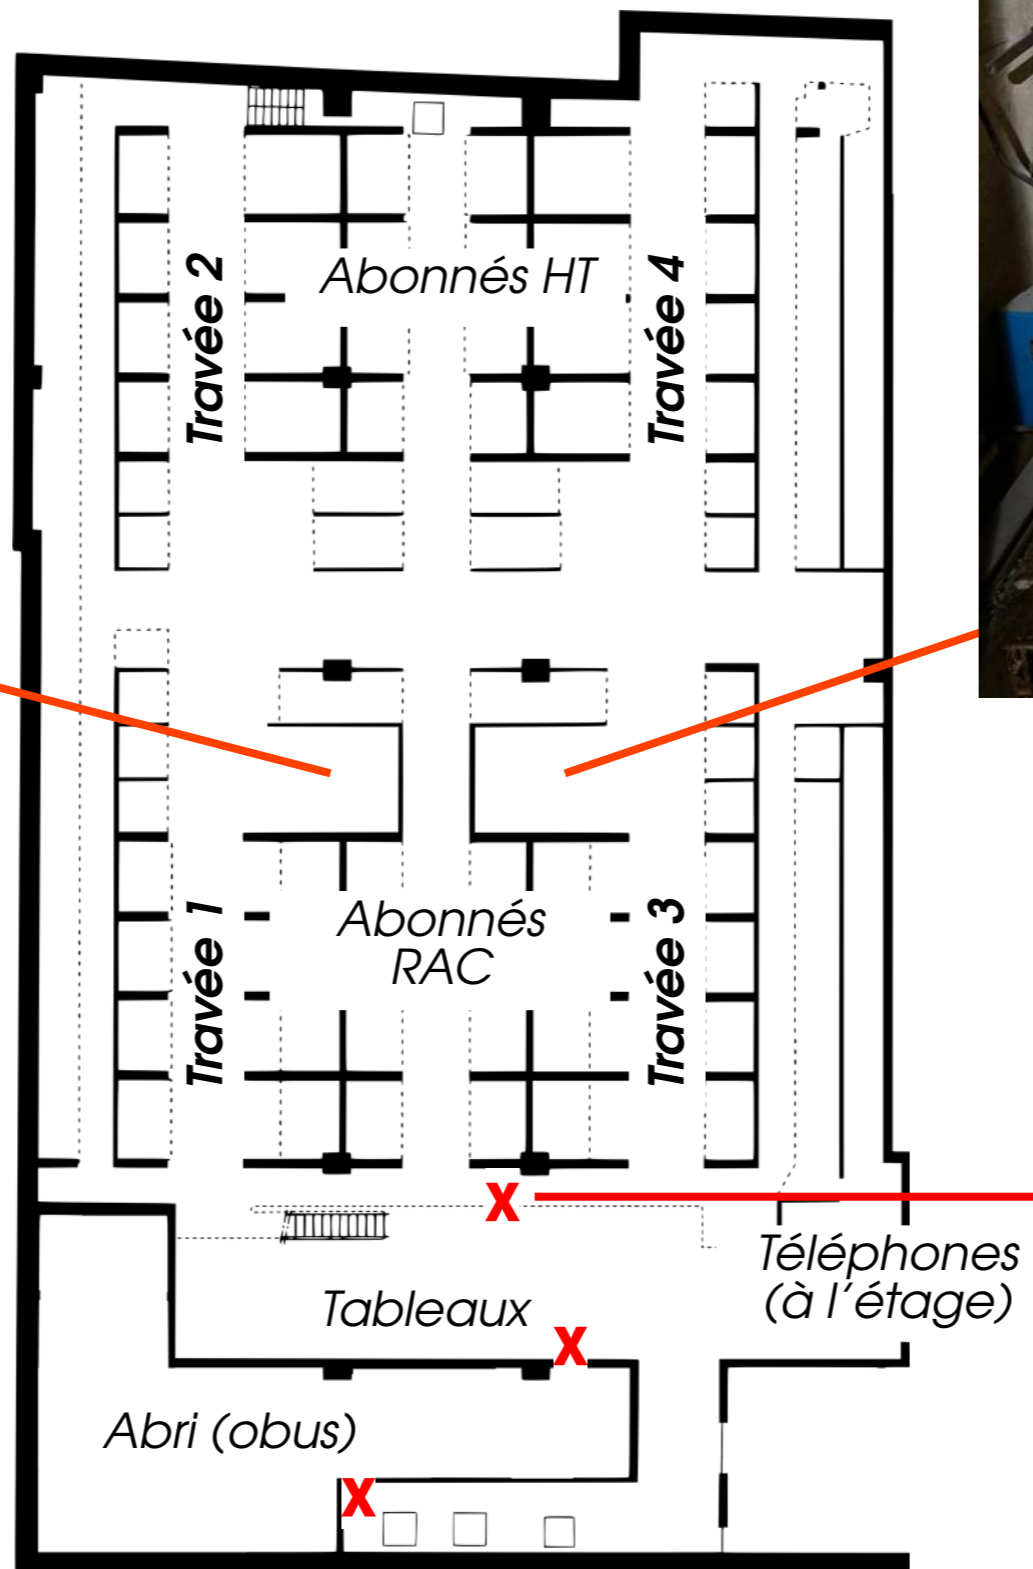 Travée 2
Abonnés HT
Travée 4
Travée 1
Abonnés
RAC
Travée 3
X
Téléphones
(à l'étage)
Tableaux
X
Abri (obus)
X